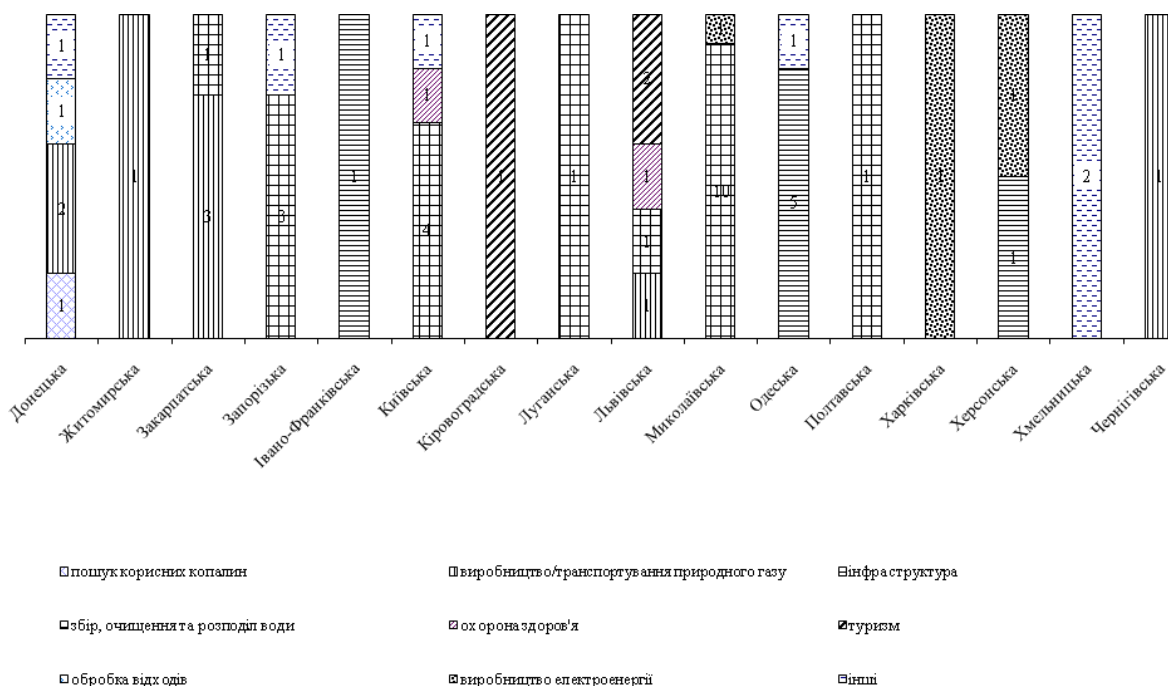 1 1 1 1 2
1 1 1
2 1 3 3 1 4 1 1 1 10 5 1 1 1 2 1
1 1 1
Донецька
Житомирська
Закарпатська
Запорізька
Івано-Франківська
Київська
Кіровоградська
Луганська
Львівська
Миколаївська
Одеська
Полтавська
Харківська
Херсонська
Хмельницька
Чернігівська
пошук корисних копалин
виробництво/транспортування природного газу
інфраструктура
збір, очищення та розподіл води
охорона здоров'я
туризм
обробка відходів
виробництво електроенергії
інші